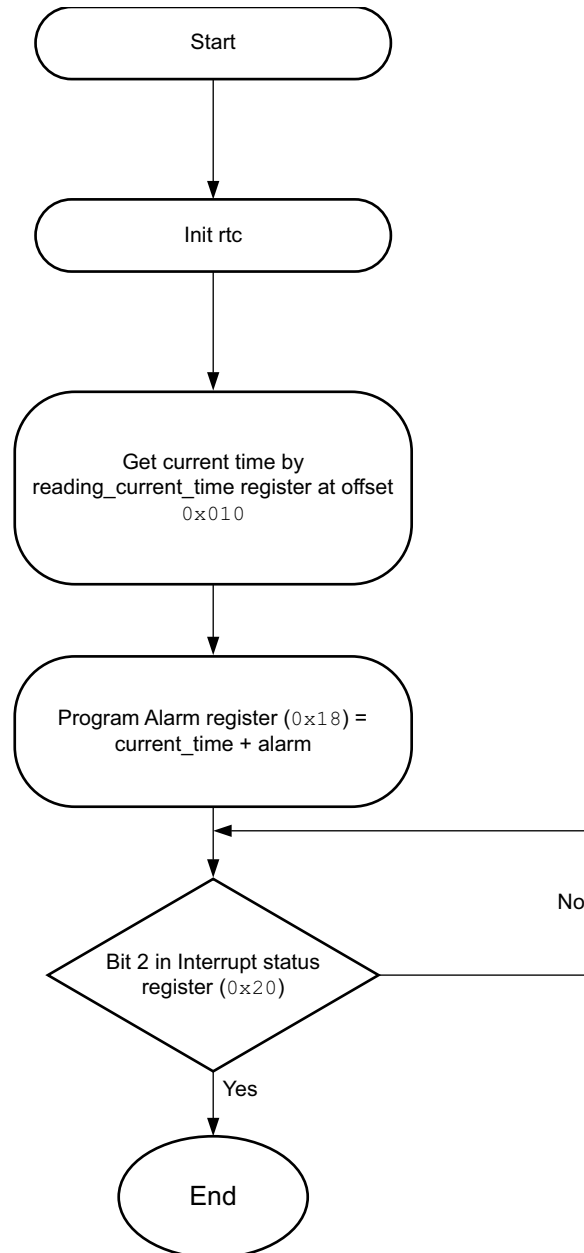 Start
Init rtc
Get current time by
reading_current_time register at offset
0x010
Program Alarm register (0x18) =
current_time + alarm
No
Bit 2 in Interrupt status
register (0x20)
Yes
End